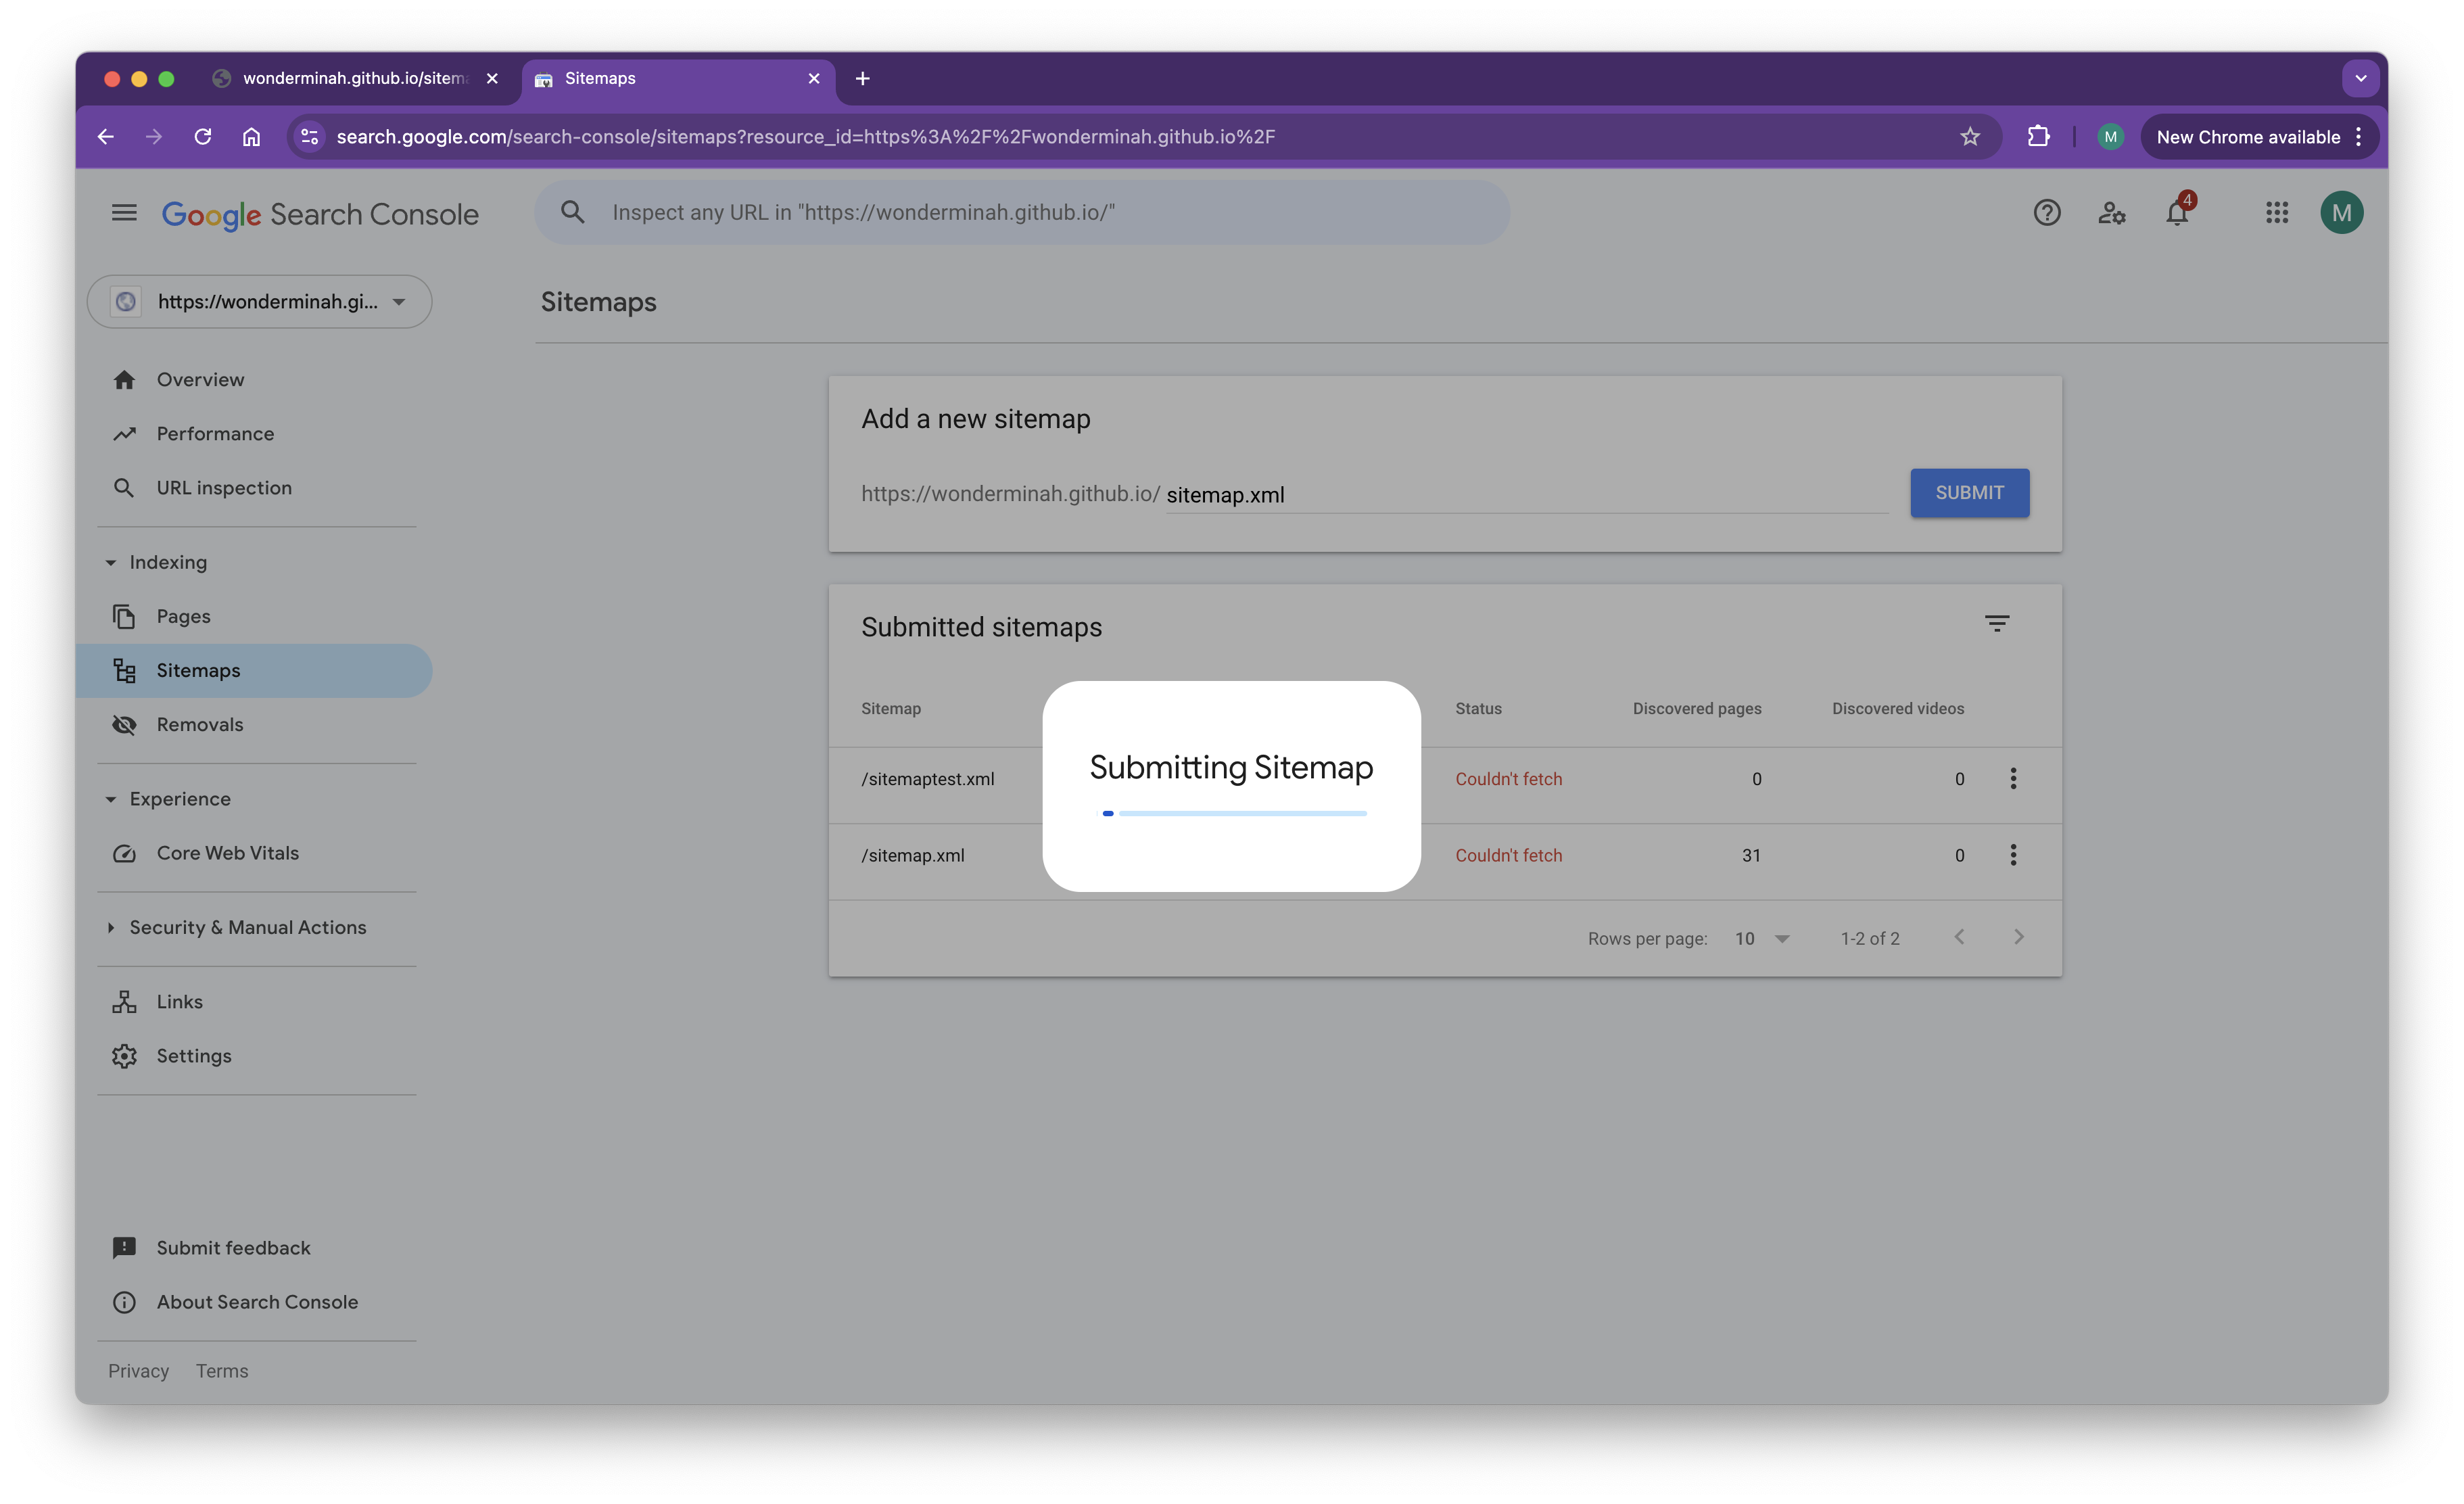 wonderminah.github.io/sitem
Sitemaps
search.google.com/search-console/sitemaps?resource_id=https%3A%2F%2Fwonderminah.github.io%2F
M
New Chrome available
Google Search Console
Inspect any URL in "https://wonderminah.github.io/"
4
M
https://wonderminah.gi...
Sitemaps
Overview
Performance
URL inspection
Indexing
Pages
Sitemaps
Removals
Experience
Core Web Vitals
Security & Manual Actions
Links
Settings
Submit feedback
About Search Console
Privacy Terms
Add a new sitemap
https://wonderminah.github.io/ sitemap.xml
SUBMIT
Submitted sitemaps
Sitemap Status Discovered pages Discovered videos
/sitemaptest.xml Couldn't fetch 0 0
/sitemap.xml Couldn't fetch 31 0
Rows per page: 10 1-2 of 2
Submitting Sitemap